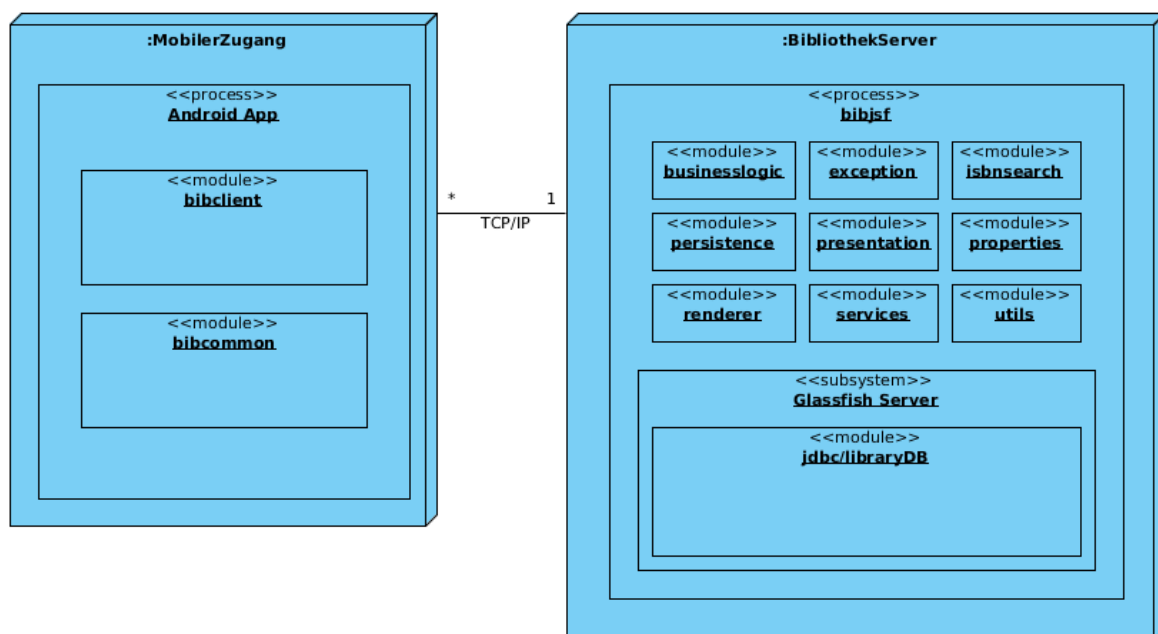 :MobilerZugang
<<process>>
Android App
<<module>>
bibclient
<<module>>
bibcommon
*
1
TCP/IP
:BibliothekServer
<<process>>
bibjsf
<<module>>
businesslogic
<<module>>
exception
<<module>>
isbnsearch
<<module>>
persistence
<<module>>
presentation
<<module>>
properties
<<module>>
renderer
<<module>>
services
<<module>>
utils
<<subsystem>>
Glassfish Server
<<module>>
jdbc/libraryDB